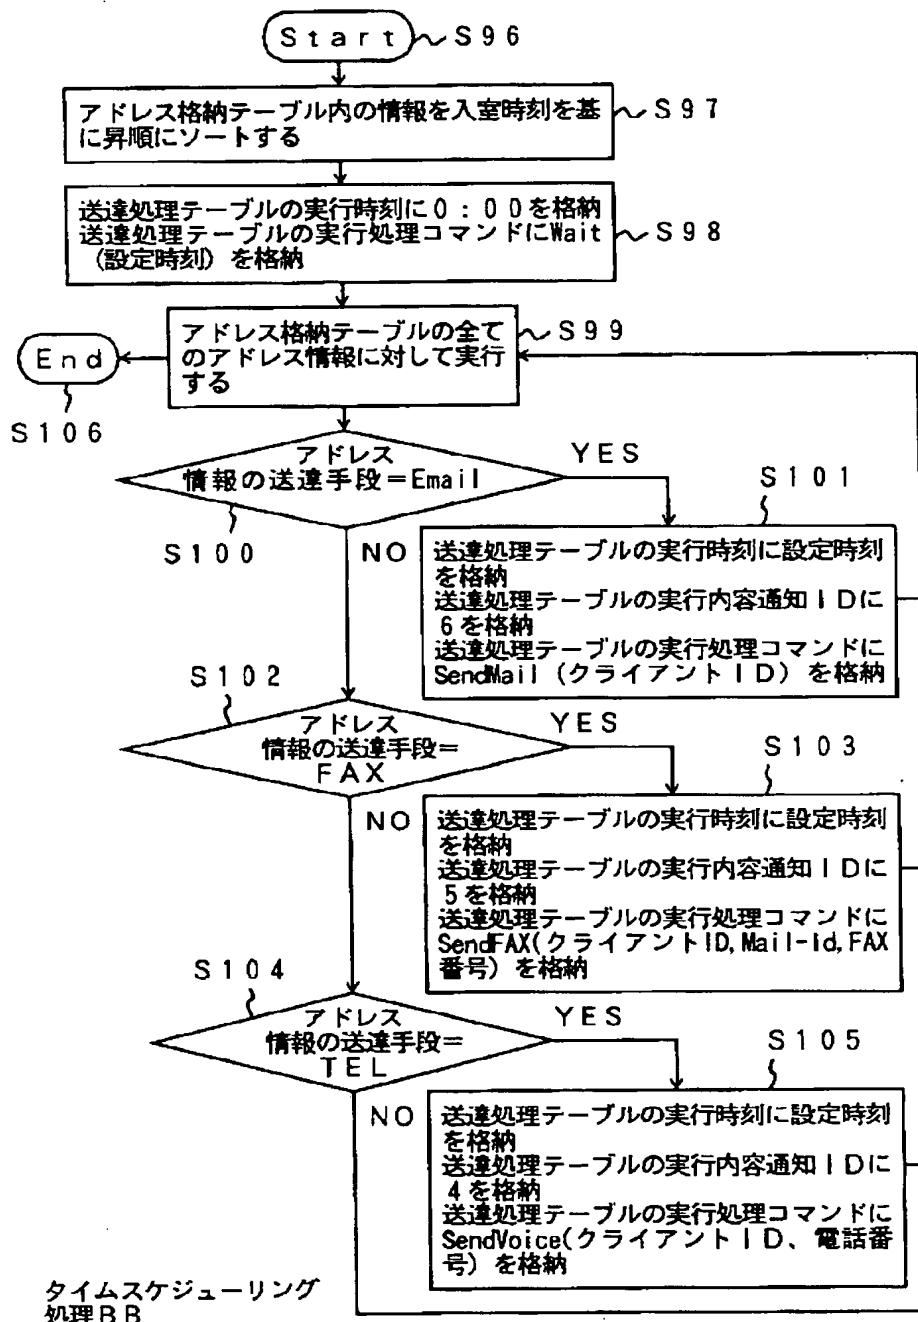 Start S96
アドレス格納テーブル内の情報を入室時刻を基
に昇順にソートする
S97
送達処理テーブルの実行時刻に0:00を格納
送達処理テーブルの実行処理コマンドにWait
(設定時刻)を格納
S98
アドレス格納テーブルの全て
のアドレス情報に対して実行
する
S99
End
S106
アドレス
情報の送達手段=Email
YES
S100
NO
S101
送達処理テーブルの実行時刻に設定時刻
を格納
送達処理テーブルの実行内容通知IDに
6を格納
送達処理テーブルの実行処理コマンドに
SendMail(クライアントID)を格納
S102
アドレス
情報の送達手段=
FAX
YES
NO
S103
送達処理テーブルの実行時刻に設定時刻
を格納
送達処理テーブルの実行内容通知IDに
5を格納
送達処理テーブルの実行処理コマンドに
SendFAX(クライアントID,Mail-Id,FAX
番号)を格納
S104
アドレス
情報の送達手段=
TEL
YES
NO
S105
送達処理テーブルの実行時刻に設定時刻
を格納
送達処理テーブルの実行内容通知IDに
4を格納
送達処理テーブルの実行処理コマンドに
SendVoice(クライアントID、電話番
号)を格納
タイムスケジューリング
処理BB